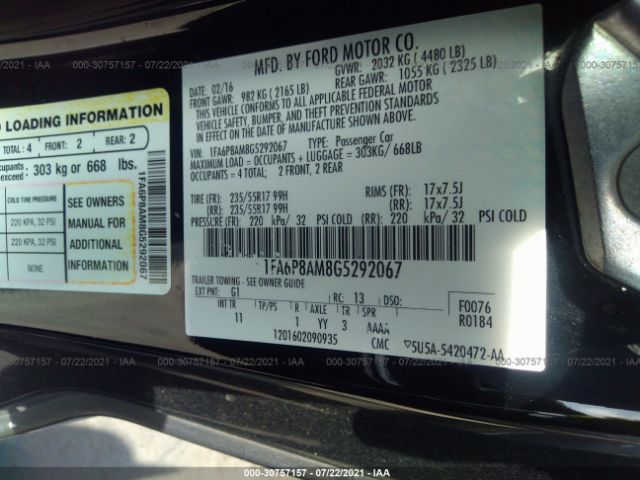 © 30757157 - 07/22/2021 - IAA
MFD. BY FORD MOTOR CO.
DATE: 02/16 GVWR: 2032 KG ( 4480 LB)
FRONT GAWR: 982 KG ( 2165 LB) REAR GAWR: 1055 KG ( 2325 LB)
THIS VEHICLE CONFORMS TO ALL APPLICABLE FEDERAL MOTOR
VEHICLE SAFETY, BUMPER, AND THEFT PREVENTION STANDARDS
IN EFFECT ON THE DATE OF MANUFACTURE SHOWN ABOVE.
VIN: 1FA6P8AM8G5292067 TYPE: Passenger Car
MAXIMUM LOAD = OCCUPANTS + LUGGAGE = 303KG/ 668LB
OCCUPANTS = 4 TOTAL, 2 FRONT, 2 REAR
TIRE (FR): 235/55R17 99H RIMS (FR): 17x7.5J
(RR): 235/55R17 99H (RR): 17x7.5J
PRESSURE (FR): 220 kPa/ 32 PSI COLD (RR): 220 kPa/ 32 PSI COLD
1FA6P8AM8G5292067
TRAILER TOWING - SEE OWNER GUIDE
EXT PNT: G1 RC: 13 DSO:
INT TR TP/PS R AXLE TR SPR
11 1 YY 3 AAAA
1201602090935 CMC
F0076
R0184
▽5U5A-5420472-AA
LOADING INFORMATION
TOTAL : 4 FRONT : 2 REAR: 2
303 kg or 668 lbs.
COLD TIRE PRESSURE
220 KPA, 32 PSI
220 KPA, 32 PSI
NONE
SEE OWNERS
MANUAL FOR
ADDITIONAL
INFORMATION
1FA6P8AM8G5292067